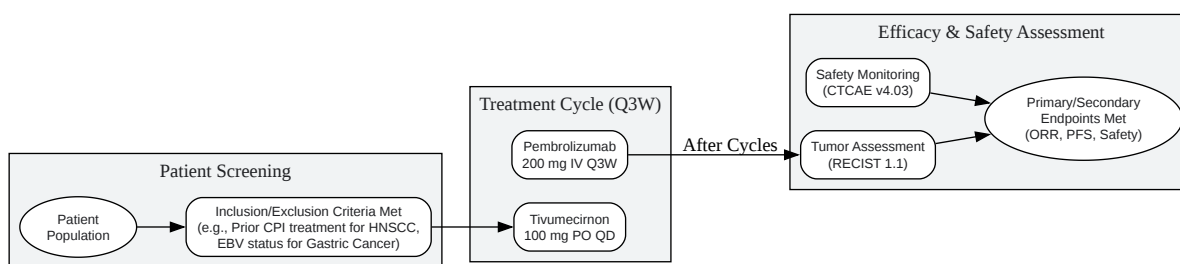 Patient Screening
Patient
Population
Inclusion/Exclusion Criteria Met
(e.g., Prior CPI treatment for HNSCC,
EBV status for Gastric Cancer)
Treatment Cycle (Q3W)
Pembrolizumab
200 mg IV Q3W
Tivumecirnon
100 mg PO QD
After Cycles
Efficacy & Safety Assessment
Safety Monitoring
(CTCAE v4.03)
Tumor Assessment
(RECIST 1.1)
Primary/Secondary
Endpoints Met
(ORR, PFS, Safety)